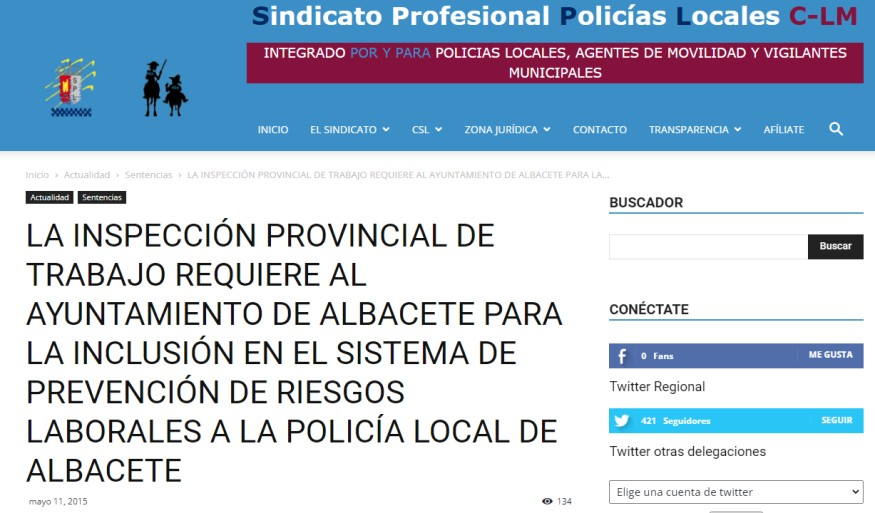 Sindicato Profesional Policías Locales C-LM
INTEGRADO POR Y PARA POLICIAS LOCALES, AGENTES DE MOVILIDAD Y VIGILANTES
MUNICIPALES
INICIO EL SINDICATO CSL ZONA JURÍDICA CONTACTO TRANSPARENCIA AFÍLIATE
Inicio › Actualidad › Sentencias › LA INSPECCIÓN PROVINCIAL DE TRABAJO REQUIERE AL AYUNTAMIENTO DE ALBACETE PARA LA...
Actualidad Sentencias
LA INSPECCIÓN PROVINCIAL DE
TRABAJO REQUIERE AL
AYUNTAMIENTO DE ALBACETE PARA
LA INCLUSIÓN EN EL SISTEMA DE
PREVENCIÓN DE RIESGOS
LABORALES A LA POLICÍA LOCAL DE
ALBACETE
mayo 11, 2015 134
BUSCADOR
Buscar
CONÉCTATE
0 Fans ME GUSTA
Twitter Regional
421 Seguidores SEGUIR
Twitter otras delegaciones
Elige una cuenta de twitter